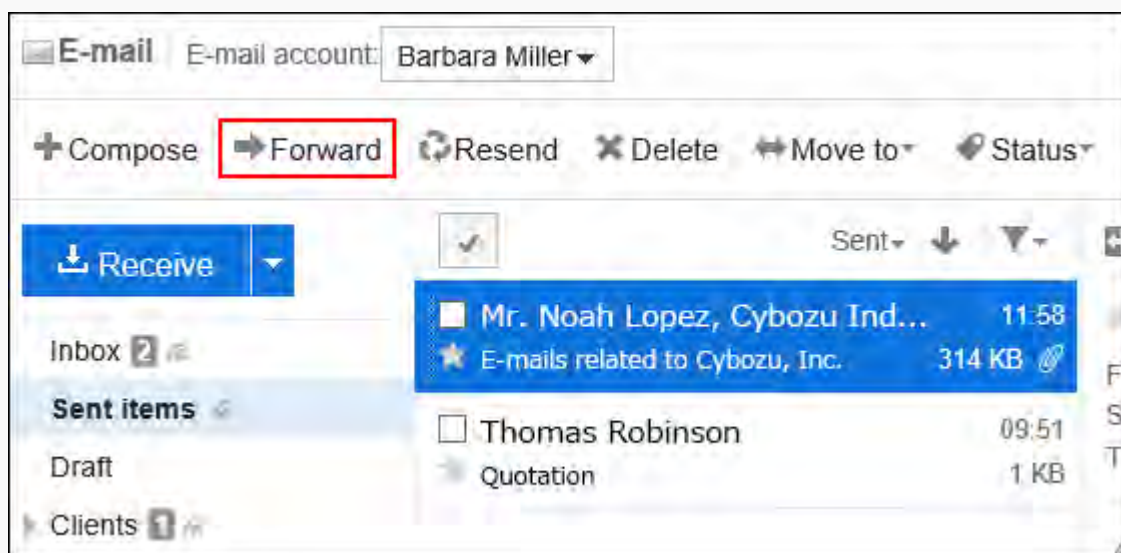 E-mail E-mail account: Barbara Miller
Compose Forward Resend Delete Move to Status
Receive
Sent
Inbox 2
Sent items
Draft
Clients 1
Mr. Noah Lopez, Cybozu Ind... 11:58
E-mails related to Cybozu, Inc. 314 KB
Thomas Robinson 09:51
Quotation 1 KB
F
S
T